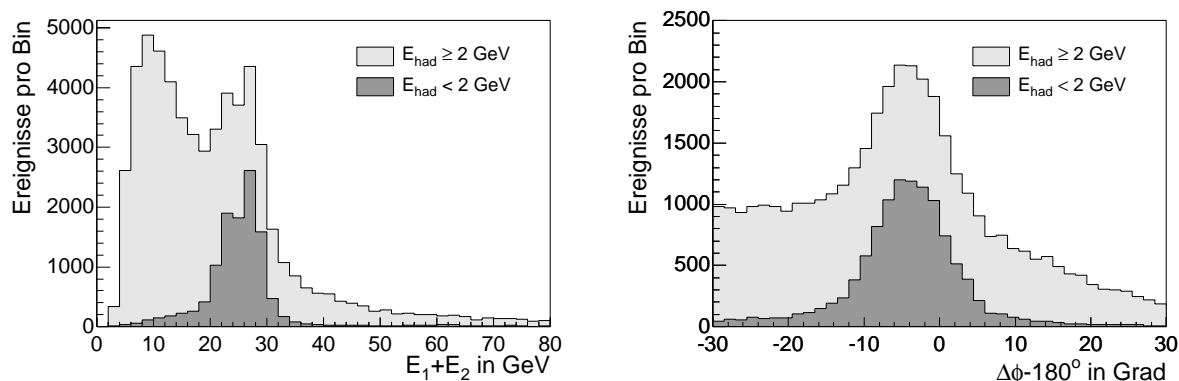 Ereignisse pro Bin
5000
4000
3000
2000
1000
0
0 10 20 30 40 50 60 70 80
E₁+E₂ in GeV
E_had ≥ 2 GeV
E_had < 2 GeV
Ereignisse pro Bin
2500
2000
1500
1000
500
0
-30 -20 -10 0 10 20 30
Δϕ-180° in Grad
E_had ≥ 2 GeV
E_had < 2 GeV